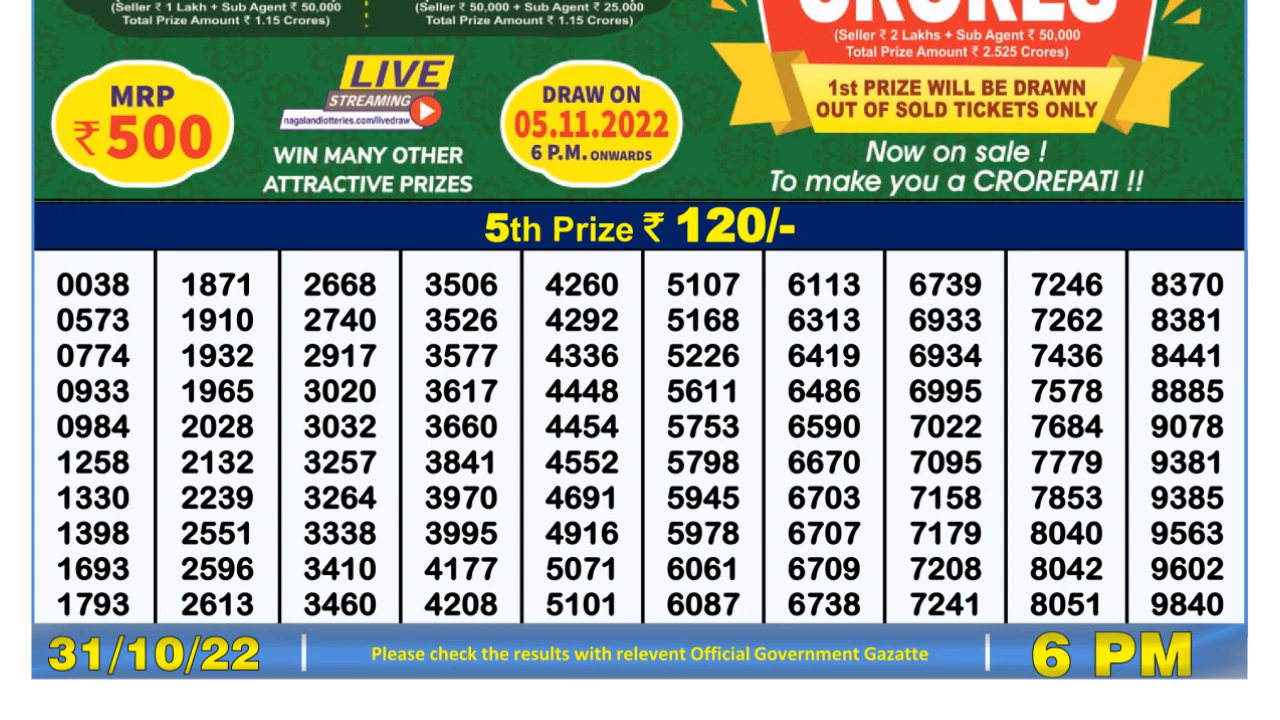 (Seller ₹ 1 Lakh + Sub Agent ₹ 50,000
Total Prize Amount ₹ 1.15 Crores)
(Seller ₹ 50,000 + Sub Agent ₹ 25,000
Total Prize Amount ₹ 1.15 Crores)
CRORES
(Seller ₹ 2 Lakhs + Sub Agent ₹ 50,000
Total Prize Amount ₹ 2.525 Crores)
MRP
₹ 500
LIVE
STREAMING
nagalandlotteries.com/livedraw
WIN MANY OTHER
ATTRACTIVE PRIZES
DRAW ON
05.11.2022
6 P.M. ONWARDS
1st PRIZE WILL BE DRAWN
OUT OF SOLD TICKETS ONLY
Now on sale !
To make you a CROREPATI !!
5th Prize ₹ 120/-
0038 1871 2668 3506 4260 5107 6113 6739 7246 8370
0573 1910 2740 3526 4292 5168 6313 6933 7262 8381
0774 1932 2917 3577 4336 5226 6419 6934 7436 8441
0933 1965 3020 3617 4448 5611 6486 6995 7578 8885
0984 2028 3032 3660 4454 5753 6590 7022 7684 9078
1258 2132 3257 3841 4552 5798 6670 7095 7779 9381
1330 2239 3264 3970 4691 5945 6703 7158 7853 9385
1398 2551 3338 3995 4916 5978 6707 7179 8040 9563
1693 2596 3410 4177 5071 6061 6709 7208 8042 9602
1793 2613 3460 4208 5101 6087 6738 7241 8051 9840
31/10/22
Please check the results with relevent Official Government Gazatte
6 PM